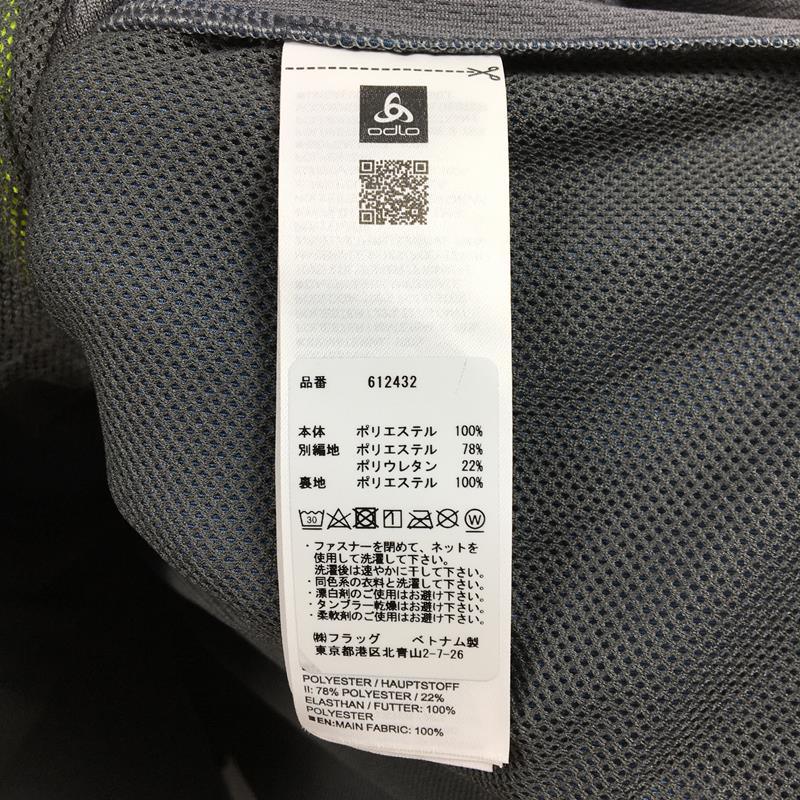 odlo
品番 612432
本体 ポリエステル 100%
別編地 ポリエステル 78%
ポリウレタン 22%
裏地 ポリエステル 100%
30 W
・ファスナーを閉めて、ネットを
使用して洗濯して下さい。
洗濯後は速やかに干して下さい。
・同色系の衣料と洗濯して下さい。
・漂白剤のご使用はお避け下さい。
・タンブラー乾燥はお避け下さい。
・柔軟剤のご使用はお避け下さい。
㈱フラッグ ベトナム製
東京都港区北青山2-7-26
POLYESTER / HAUPTSTOFF
II: 78% POLYESTER / 22%
ELASTHAN / FUTTER: 100%
POLYESTER
■EN:MAIN FABRIC: 100%